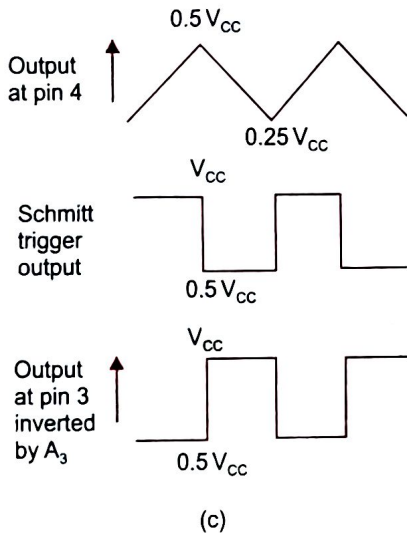 0.5 V_CC
Output
at pin 4
0.25 V_CC
V_CC
Schmitt
trigger
output
0.5 V_CC
V_CC
Output
at pin 3
inverted
by A_3
0.5 V_CC
(c)